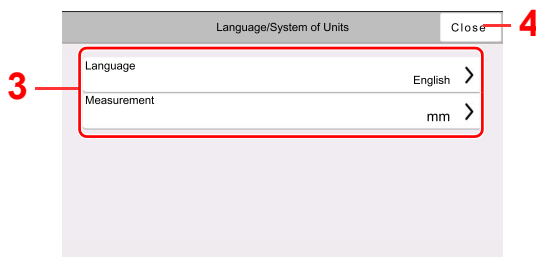 Language/System of Units
Close
4
3
Language
English
Measurement
mm